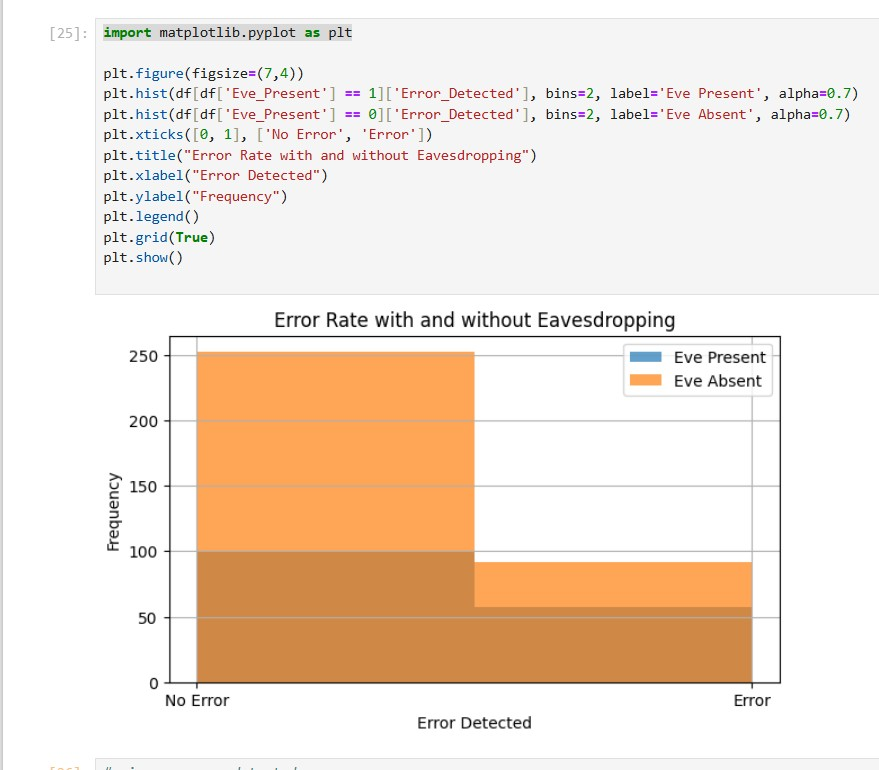 [25]:
import matplotlib.pyplot as plt
plt.figure(figsize=(7,4))
plt.hist(df[df['Eve_Present'] == 1]['Error_Detected'], bins=2, label='Eve Present', alpha=0.7)
plt.hist(df[df['Eve_Present'] == 0]['Error_Detected'], bins=2, label='Eve Absent', alpha=0.7)
plt.xticks([0, 1], ['No Error', 'Error'])
plt.title("Error Rate with and without Eavesdropping")
plt.xlabel("Error Detected")
plt.ylabel("Frequency")
plt.legend()
plt.grid(True)
plt.show()
Error Rate with and without Eavesdropping
Eve Present
Eve Absent
250
200
150
100
50
0
Frequency
No Error
Error
Error Detected